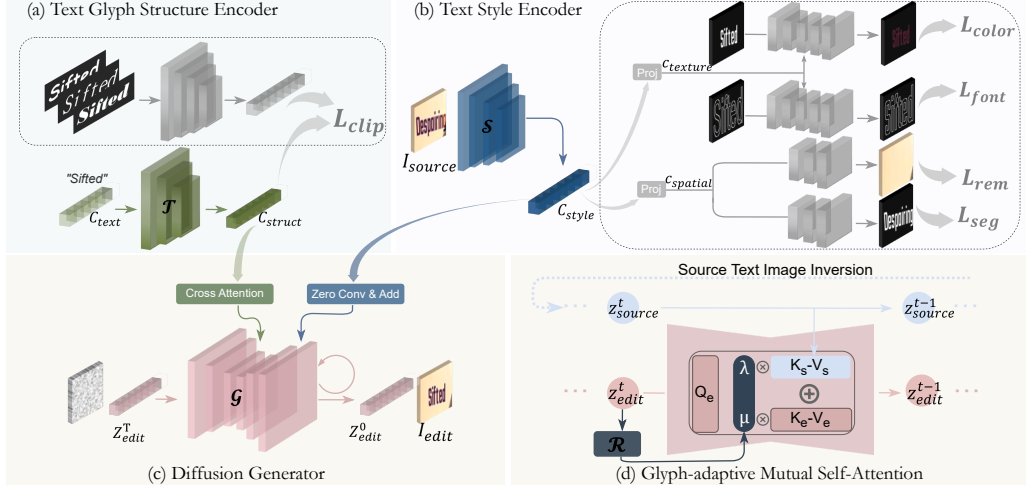 (a) Text Glyph Structure Encoder
Sifted
Sifted
Sifted
L_clip
"Sifted"
C_text
𝒯
C_struct
(b) Text Style Encoder
Despairing
I_source
𝒮
C_style
Proj
C_texture
Proj
C_spatial
Sifted
Sifted
L_color
Sifted
Sifted
L_font
L_rem
Despairing
L_seg
Cross Attention
Zero Conv & Add
Z^T_edit
𝒢
Z^0_edit
Sifted
I_edit
(c) Diffusion Generator
Source Text Image Inversion
... z^t_source z^{t-1}_source ...
λ ⊗ K_s-V_s
Q_e ⊕
μ ⊗ K_e-V_e
... z^t_edit z^{t-1}_edit ...
ℛ
(d) Glyph-adaptive Mutual Self-Attention